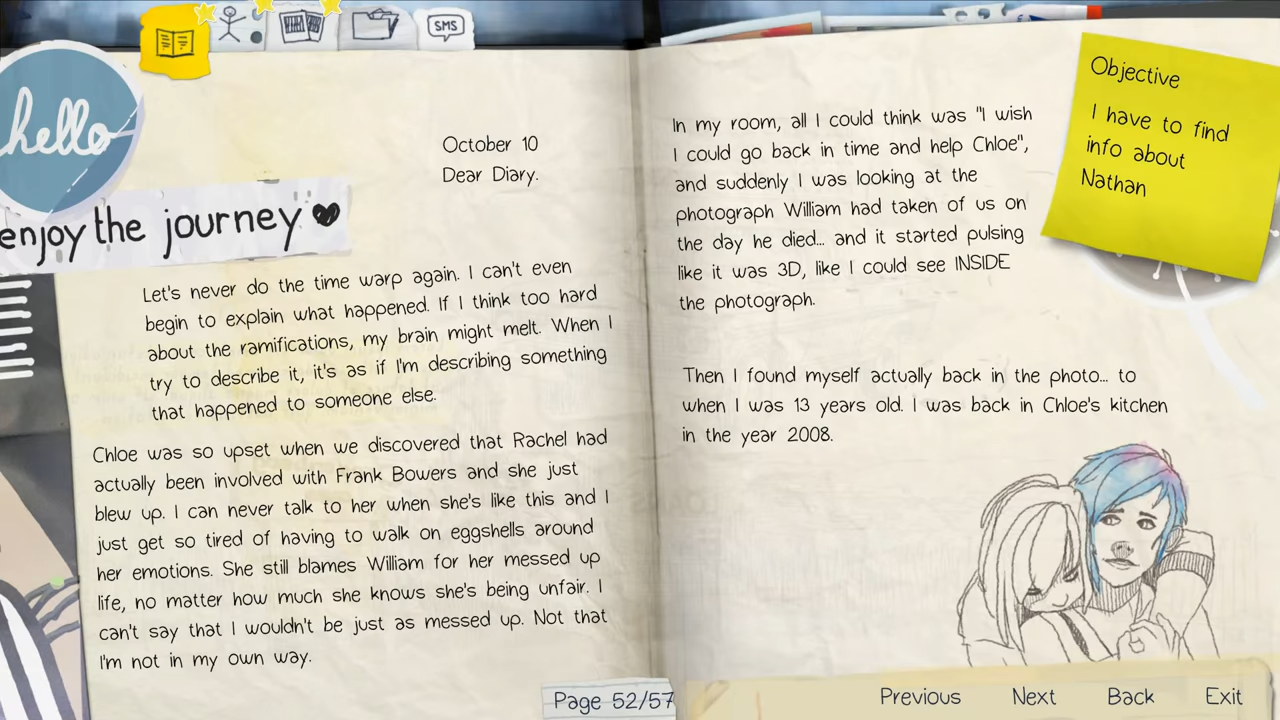 SMS
hello
enjoy the journey
October 10
Dear Diary.
Let's never do the time warp again. I can't even
begin to explain what happened. If I think too hard
about the ramifications, my brain might melt. When I
try to describe it, it's as if I'm describing something
that happened to someone else.
Chloe was so upset when we discovered that Rachel had
actually been involved with Frank Bowers and she just
blew up. I can never talk to her when she's like this and I
just get so tired of having to walk on eggshells around
her emotions. She still blames William for her messed up
life, no matter how much she knows she's being unfair. I
can't say that I wouldn't be just as messed up. Not that
I'm not in my own way.
Page 52/57
In my room, all I could think was "I wish
I could go back in time and help Chloe",
and suddenly I was looking at the
photograph William had taken of us on
the day he died... and it started pulsing
like it was 3D, like I could see INSIDE
the photograph.
Then I found myself actually back in the photo... to
when I was 13 years old. I was back in Chloe's kitchen
in the year 2008.
Objective
I have to find
info about
Nathan
Previous Next Back Exit